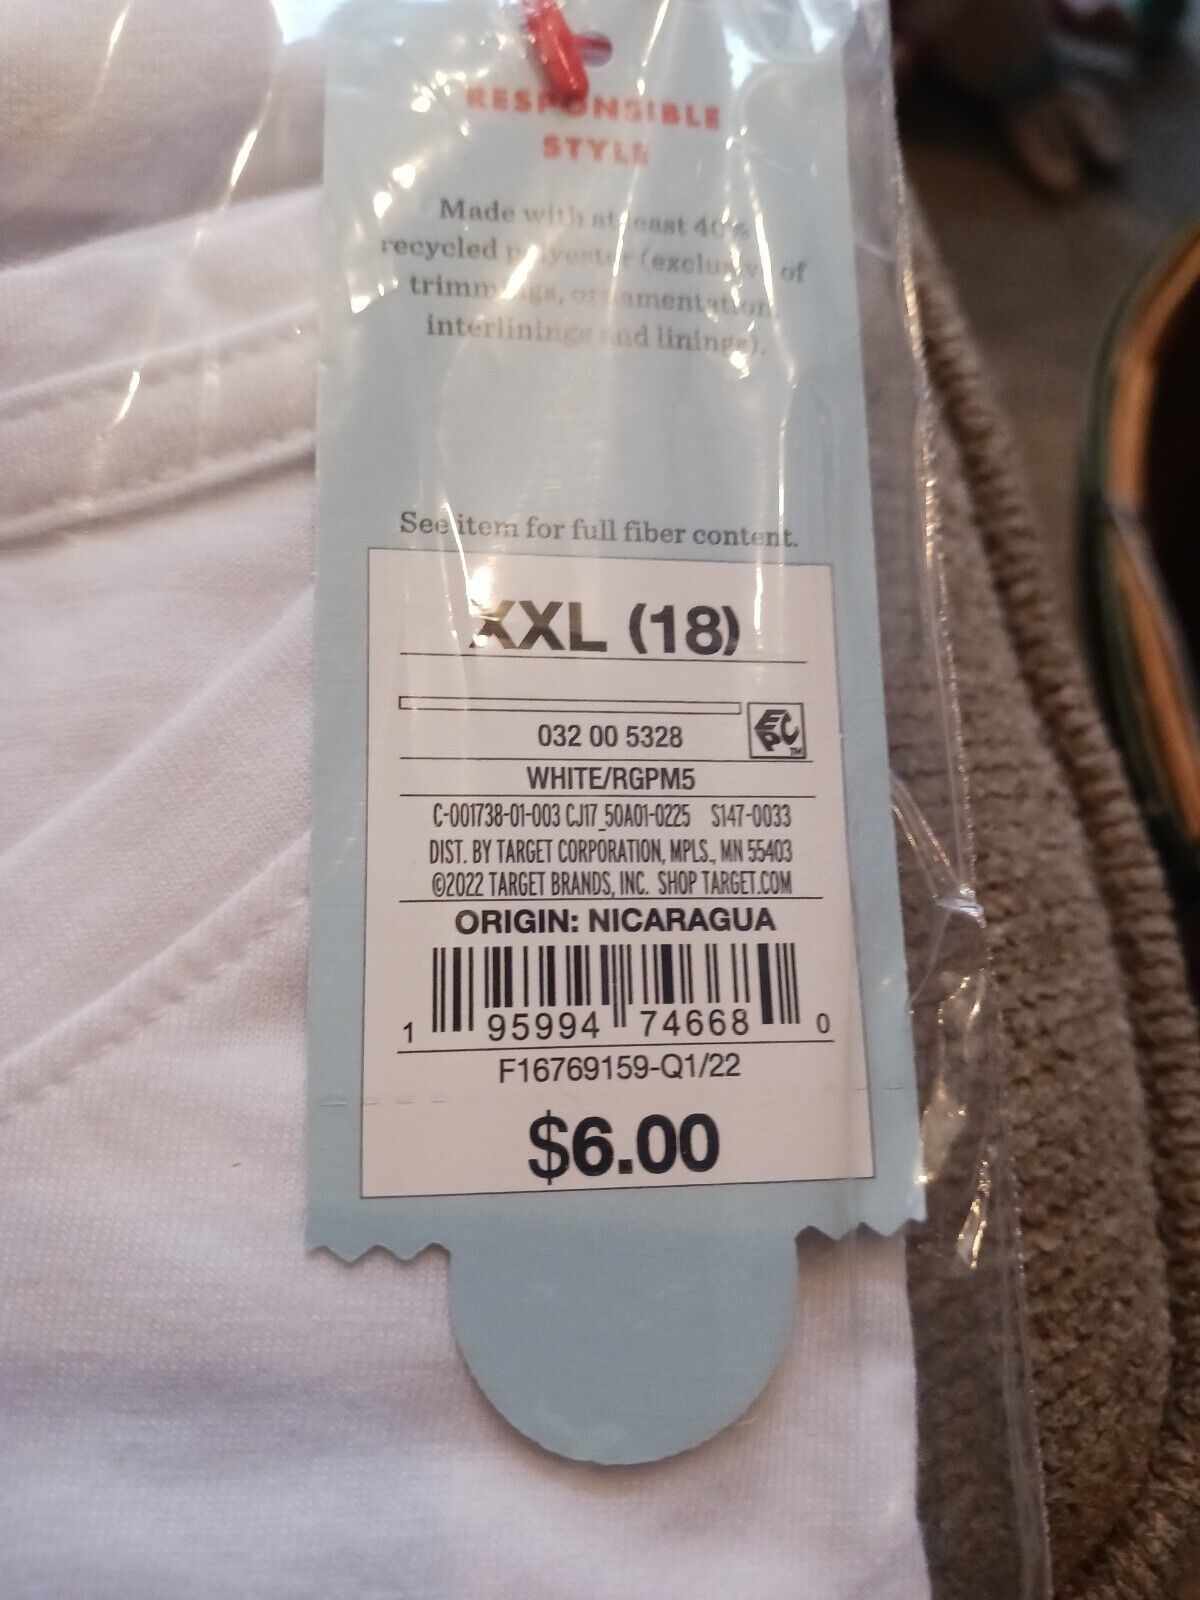 RESPONSIBLE
STYLE
Made with at least 40%
recycled polyester (exclusive of
trimmings, ornamentation,
interlinings and linings).
See item for full fiber content.
XXL (18)
032 00 5328
EPC™
WHITE/RGPM5
C-001738-01-003 CJ17_50A01-0225 S147-0033
DIST. BY TARGET CORPORATION, MPLS., MN 55403
©2022 TARGET BRANDS, INC. SHOP TARGET.COM
ORIGIN: NICARAGUA
1 95994 74668 0
F16769159-Q1/22
$6.00